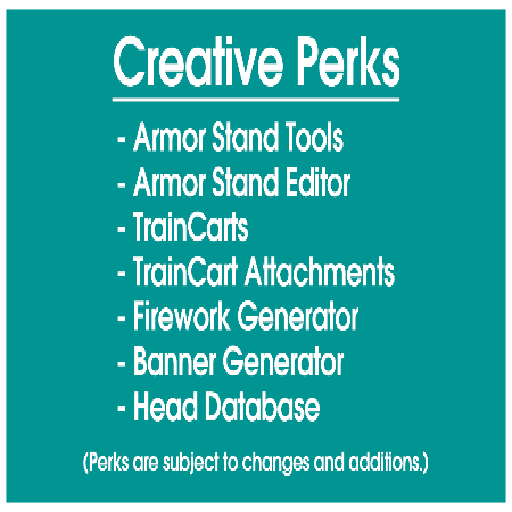 Creative Perks
- Armor Stand Tools
- Armor Stand Editor
- TrainCarts
- TrainCart Attachments
- Firework Generator
- Banner Generator
- Head Database
(Perks are subject to changes and additions.)